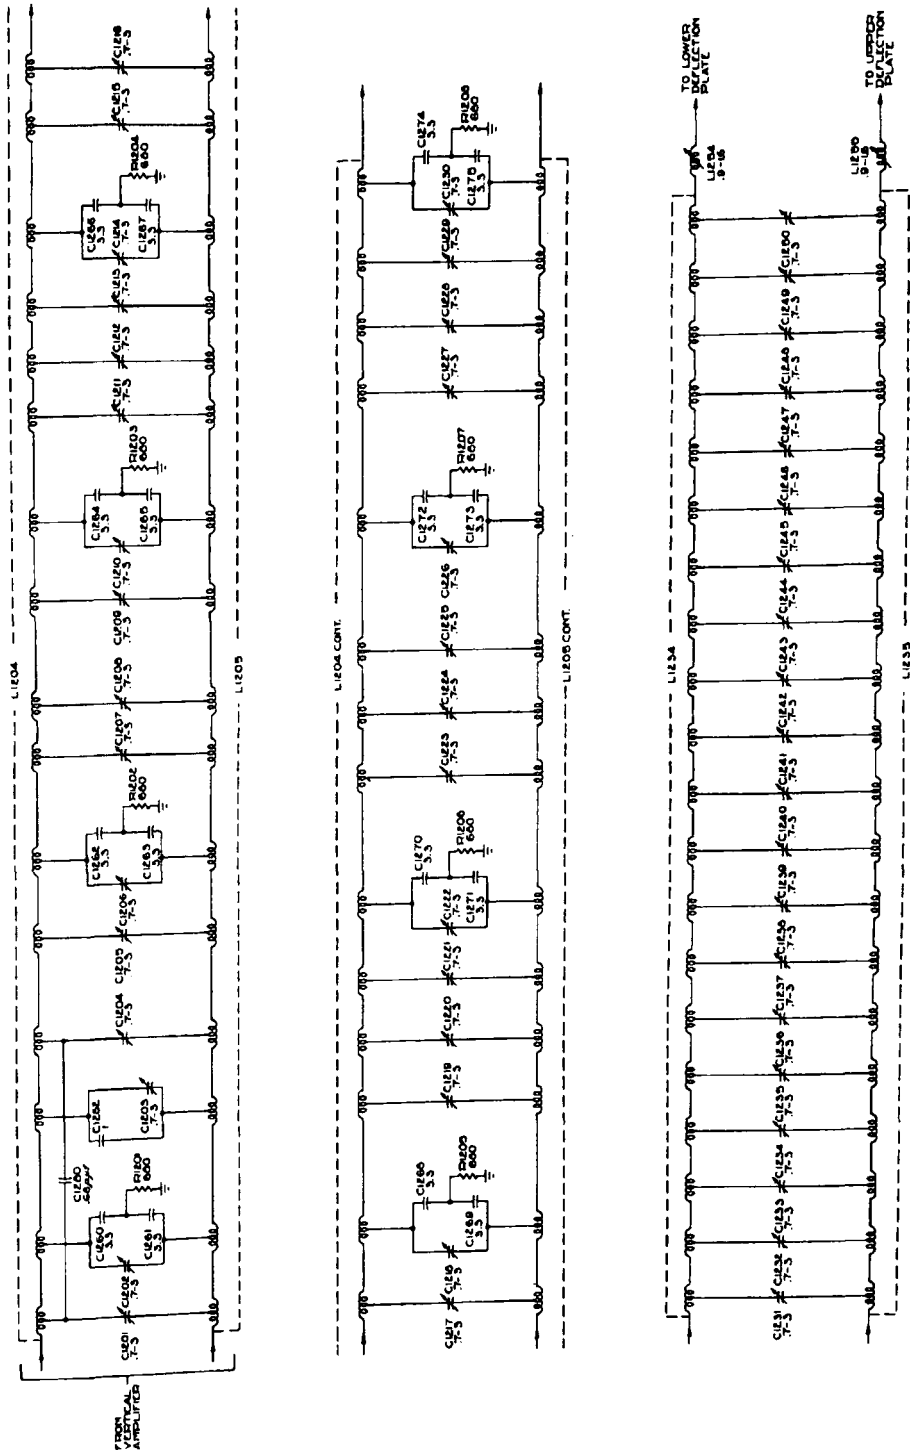 FROM
VERTICAL
AMPLIFIER
L1204
C1201
.7-3
C1202
.7-3
C1260
3.3
C1261
3.3
R1201
680
C1280
.68μμf
C1282
1
C1203
.7-3
C1204
.7-3
C1205
.7-3
C1206
.7-3
C1262
3.3
C1263
3.3
R1202
680
C1207
.7-3
C1208
.7-3
C1209
.7-3
C1210
.7-3
C1264
3.3
C1265
3.3
R1203
680
C1211
.7-3
C1212
.7-3
C1213
.7-3
C1266
3.3
C1214
.7-3
C1267
3.3
R1204
680
C1215
.7-3
C1216
.7-3
L1205
L1204 CONT.
C1217
.7-3
C1218
.7-3
C1268
3.3
C1269
3.3
R1205
680
C1219
.7-3
C1220
.7-3
C1221
.7-3
C1222
.7-3
C1270
3.3
C1271
3.3
R1206
680
C1223
.7-3
C1224
.7-3
C1225
.7-3
C1226
.7-3
C1272
3.3
C1273
3.3
R1207
680
C1227
.7-3
C1228
.7-3
C1229
.7-3
C1230
.7-3
C1274
3.3
C1275
3.3
R1208
680
L1205 CONT.
L1234
C1231
.7-3
C1232
.7-3
C1233
.7-3
C1234
.7-3
C1235
.7-3
C1236
.7-3
C1237
.7-3
C1238
.7-3
C1239
.7-3
C1240
.7-3
C1241
.7-3
C1242
.7-3
C1243
.7-3
C1244
.7-3
C1245
.7-3
C1246
.7-3
C1247
.7-3
C1248
.7-3
C1249
.7-3
C1250
.7-3
L1235
L1254
.9-1.6
TO LOWER
DEFLECTION
PLATE
L1255
.9-1.6
TO UPPER
DEFLECTION
PLATE